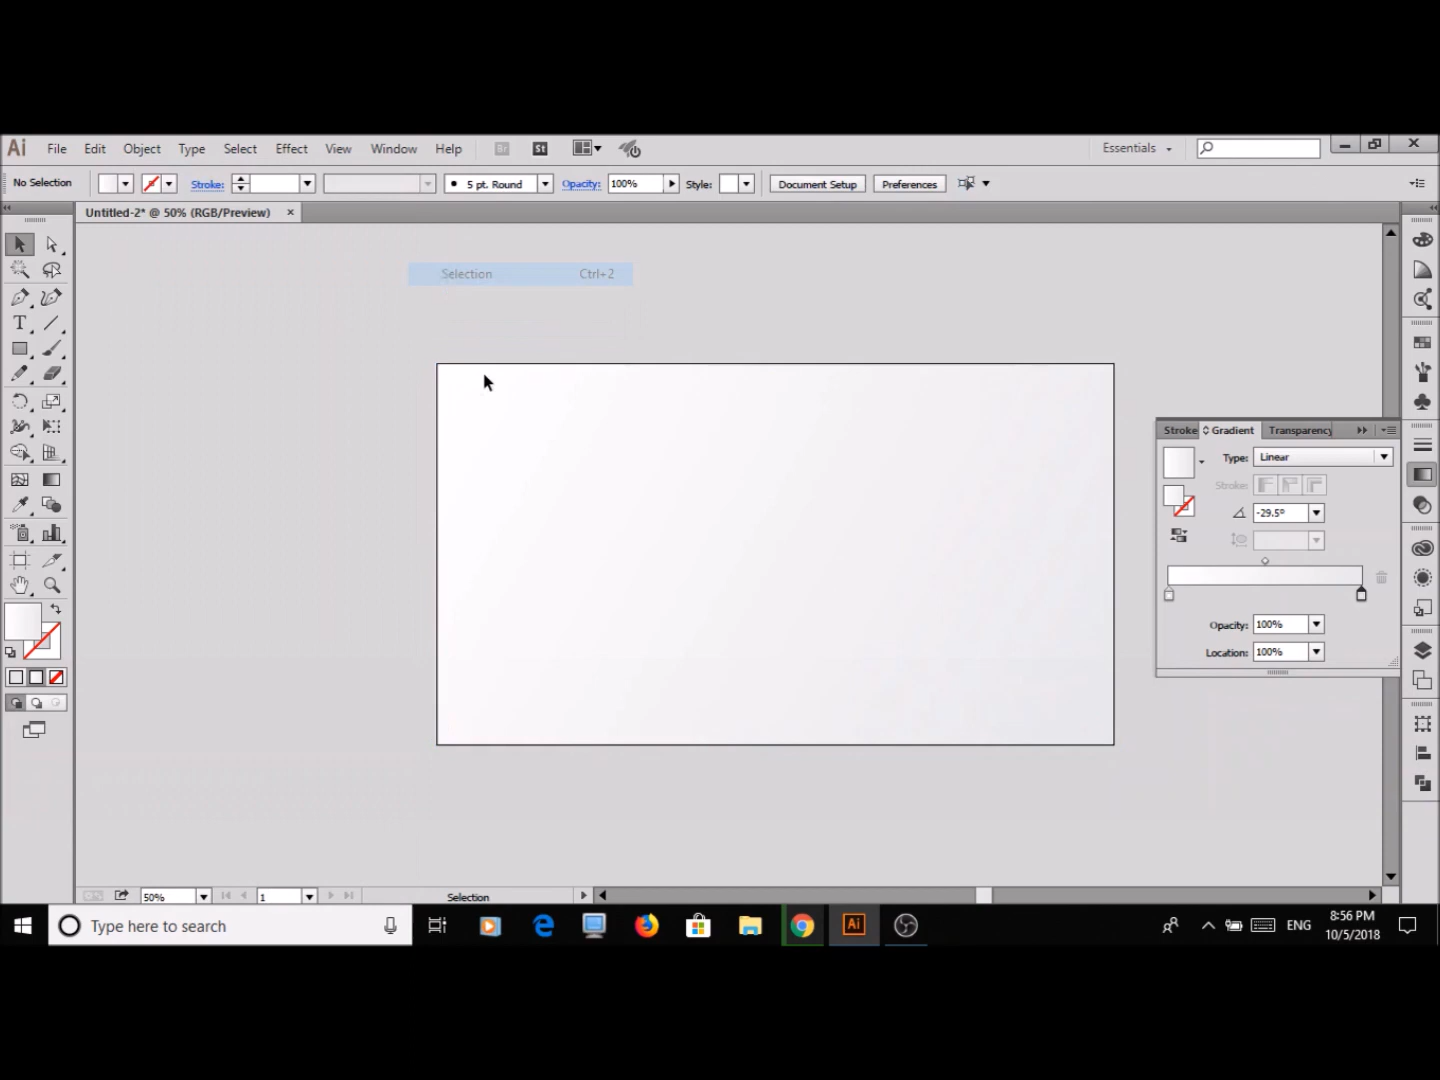 Ai File Edit Object Type Select Effect View Window Help Br St Essentials
No Selection Stroke: 5 pt. Round Opacity: 100% Style: Document Setup Preferences
Untitled-2* @ 50% (RGB/Preview) ×
Selection Ctrl+2
T
Stroke Gradient Transparency
Type: Linear
Stroke:
-29.5°
Opacity: 100%
Location: 100%
50% 1 Selection
Type here to search Ai ENG 8:56 PM
10/5/2018